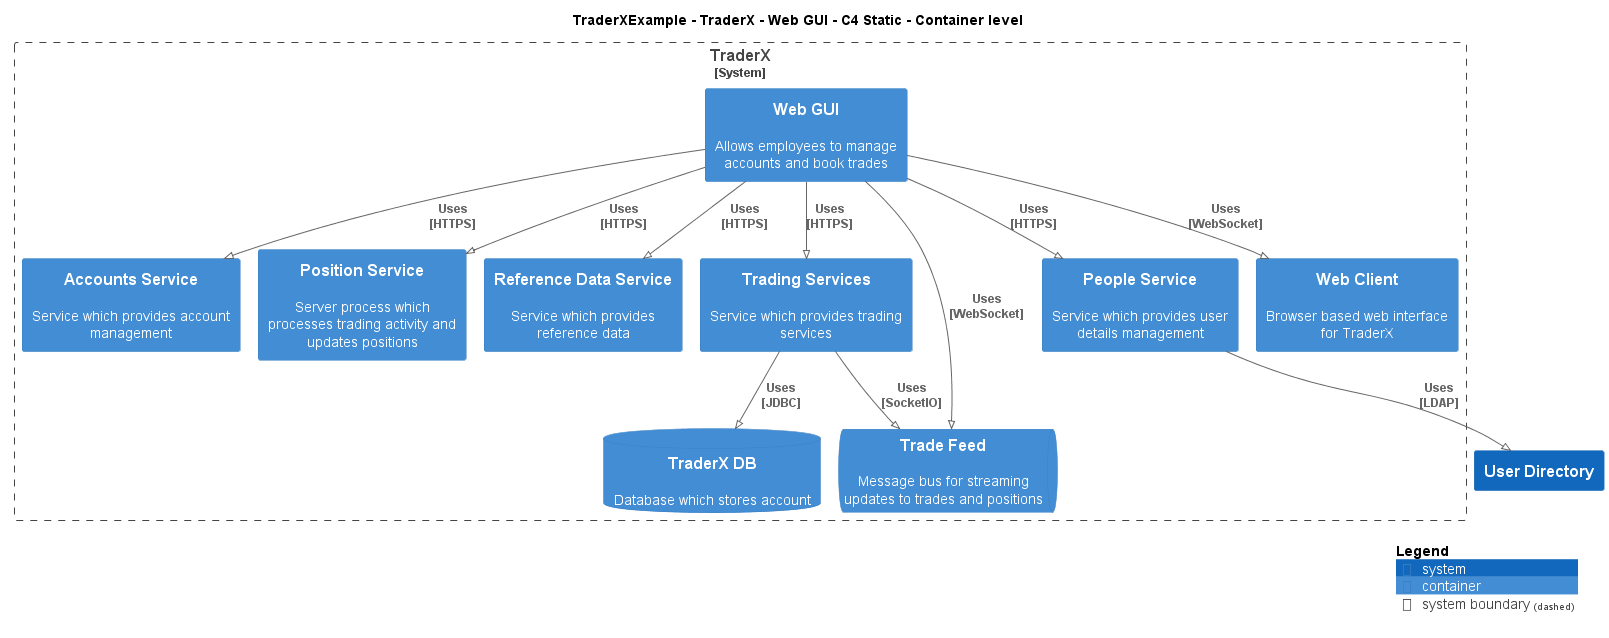 TraderXExample - TraderX - Web GUI - C4 Static - Container level
TraderX
[System]
Web GUI
Allows employees to manage
accounts and book trades
Uses
[HTTPS]
Uses
[HTTPS]
Uses
[HTTPS]
Uses
[HTTPS]
Uses
[HTTPS]
Uses
[WebSocket]
Accounts Service
Service which provides account
management
Position Service
Server process which
processes trading activity and
updates positions
Reference Data Service
Service which provides
reference data
Trading Services
Service which provides trading
services
Uses
[WebSocket]
People Service
Service which provides user
details management
Web Client
Browser based web interface
for TraderX
Uses
[JDBC]
Uses
[SocketIO]
Uses
[LDAP]
TraderX DB
Database which stores account
Trade Feed
Message bus for streaming
updates to trades and positions
User Directory
Legend
system
container
system boundary (dashed)